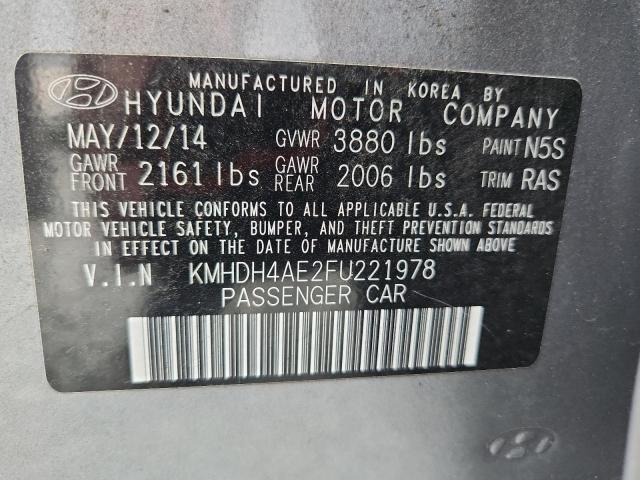 MANUFACTURED IN KOREA BY
HYUNDAI MOTOR COMPANY
MAY/12/14 GVWR 3880 lbs PAINT N5S
GAWR FRONT 2161 lbs GAWR REAR 2006 lbs TRIM RAS
THIS VEHICLE CONFORMS TO ALL APPLICABLE U.S.A. FEDERAL
MOTOR VEHICLE SAFETY, BUMPER, AND THEFT PREVENTION STANDARDS
IN EFFECT ON THE DATE OF MANUFACTURE SHOWN ABOVE.
V.I.N KMHDH4AE2FU221978
PASSENGER CAR